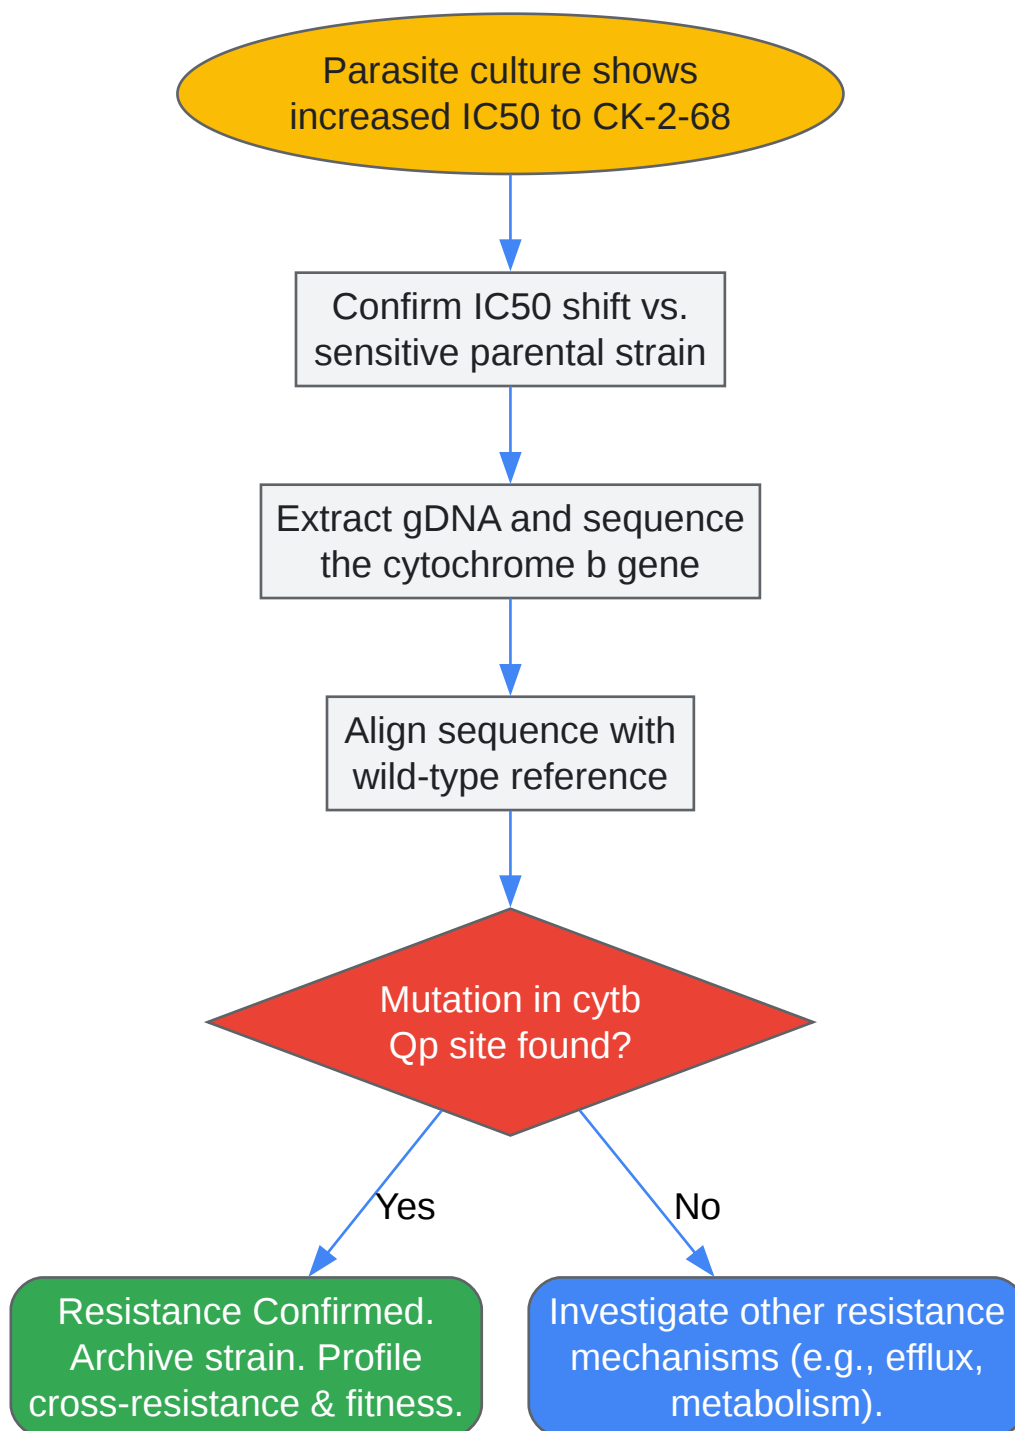 Parasite culture shows
increased IC50 to CK-2-68
Confirm IC50 shift vs.
sensitive parental strain
Extract gDNA and sequence
the cytochrome b gene
Align sequence with
wild-type reference
Mutation in cytb
Qp site found?
Yes
No
Resistance Confirmed.
Archive strain. Profile
cross-resistance & fitness.
Investigate other resistance
mechanisms (e.g., efflux,
metabolism).